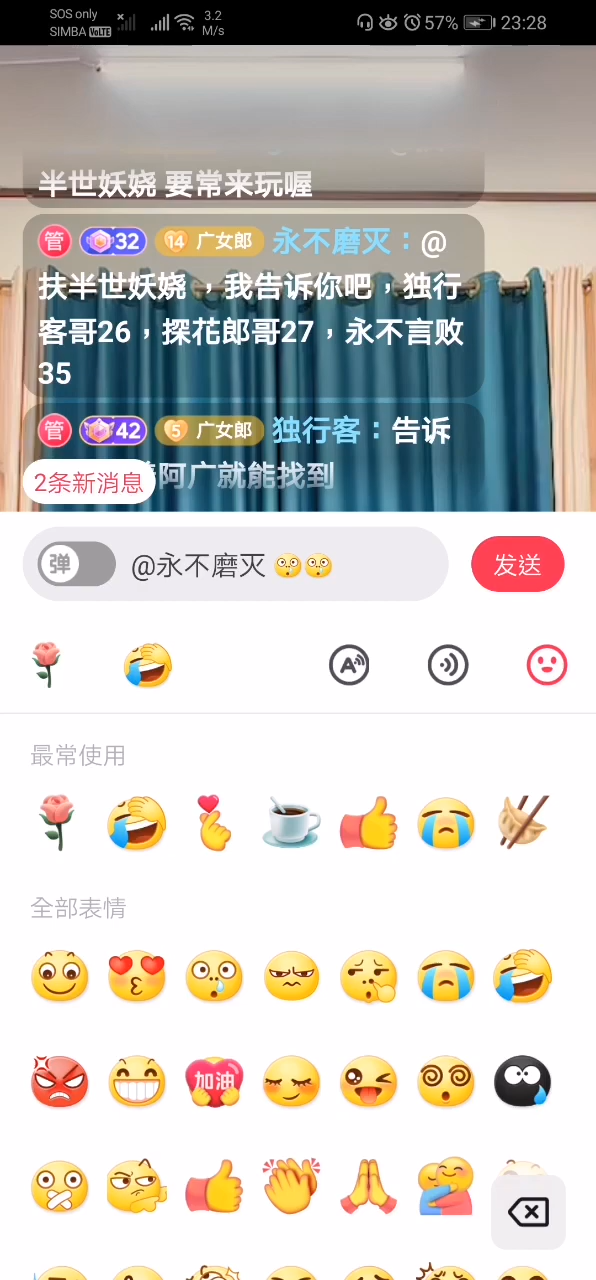 SOS only
SIMBA VoLTE
3.2
M/s
57%
23:28
半世妖娆 要常来玩喔
管 32 14 广女郎 永不磨灭：@
扶半世妖娆 ，我告诉你吧，独行
客哥26，探花郎哥27，永不言败
35
管 42 5 广女郎 独行客：告诉
阿广就能找到
2条新消息
弹 @永不磨灭
发送
A
最常使用
全部表情
加油